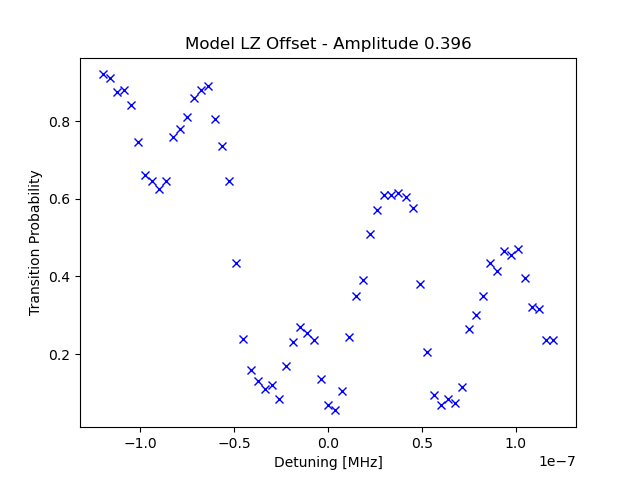 Model LZ Offset - Amplitude 0.396
Transition Probability
0.8
0.6
0.4
0.2
−1.0 −0.5 0.0 0.5 1.0
1e−7
Detuning [MHz]